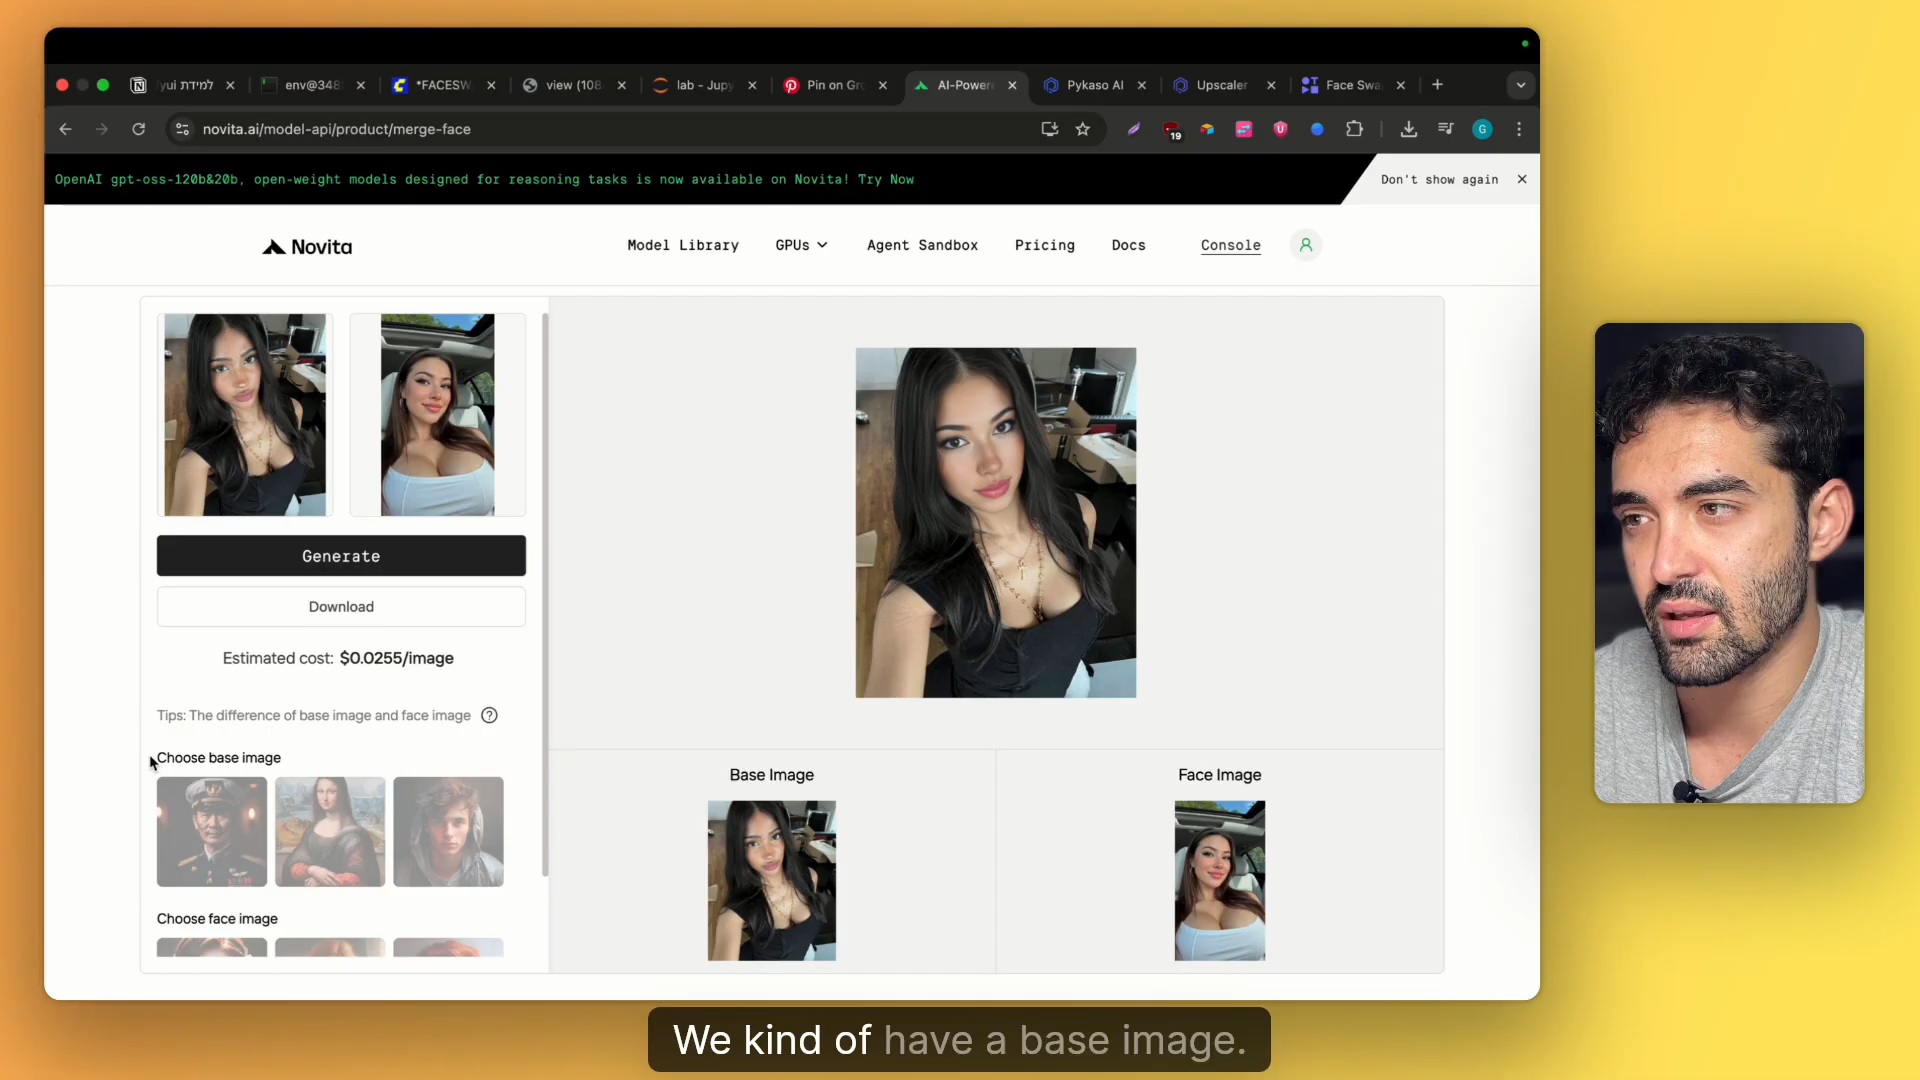 yui למידת
env@348
*FACESW
view (108
lab - Jupy
Pin on Gr
AI-Powere
Pykaso AI
Upscaler
Face Swa
novita.ai/model-api/product/merge-face
19
U
G
OpenAI gpt-oss-120b&20b, open-weight models designed for reasoning tasks is now available on Novita! Try Now
Don't show again
Novita
Model Library
GPUs
Agent Sandbox
Pricing
Docs
Console
Generate
Download
Estimated cost: $0.0255/image
Tips: The difference of base image and face image
Choose base image
Choose face image
Base Image
Face Image
We kind of have a base image.